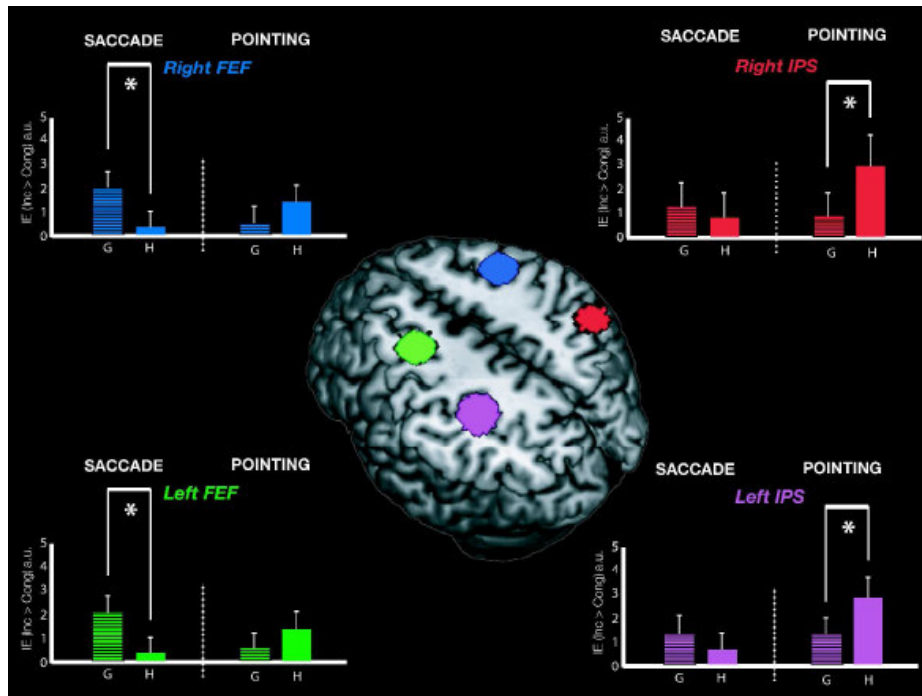 SACCADE POINTING
Right FEF
*
IE (Inc > Cong) a.u.
5
4
3
2
1
0
G H G H
SACCADE POINTING
Right IPS
*
IE (Inc > Cong) a.u.
5
4
3
2
1
0
G H G H
SACCADE POINTING
Left FEF
*
IE (Inc > Cong) a.u.
5
4
3
2
1
0
G H G H
SACCADE POINTING
Left IPS
*
IE (Inc > Cong) a.u.
5
4
3
2
1
0
G H G H